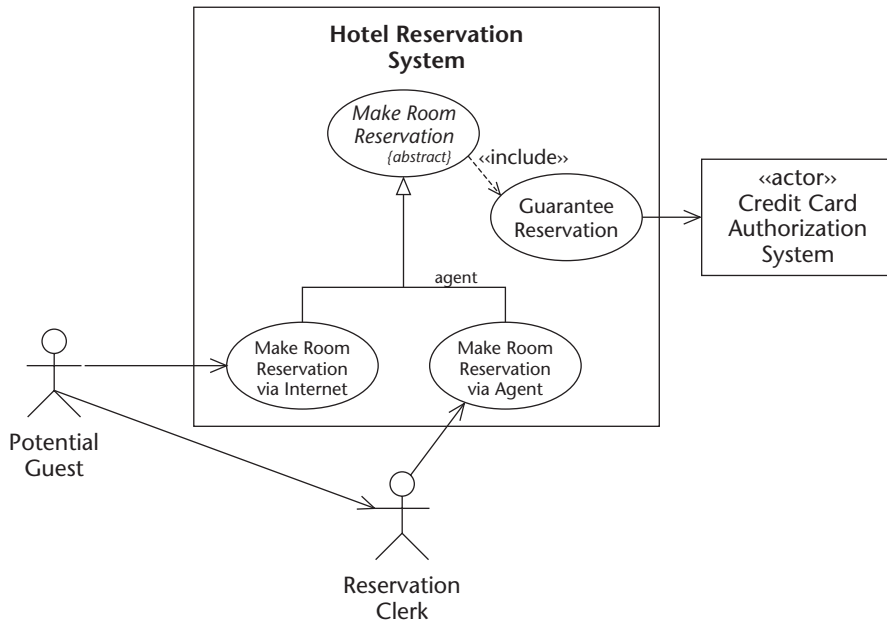 Hotel Reservation
System
Make Room
Reservation
{abstract}
‹‹include››
Guarantee
Reservation
‹‹actor››
Credit Card
Authorization
System
agent
Make Room
Reservation
via Internet
Make Room
Reservation
via Agent
Potential
Guest
Reservation
Clerk